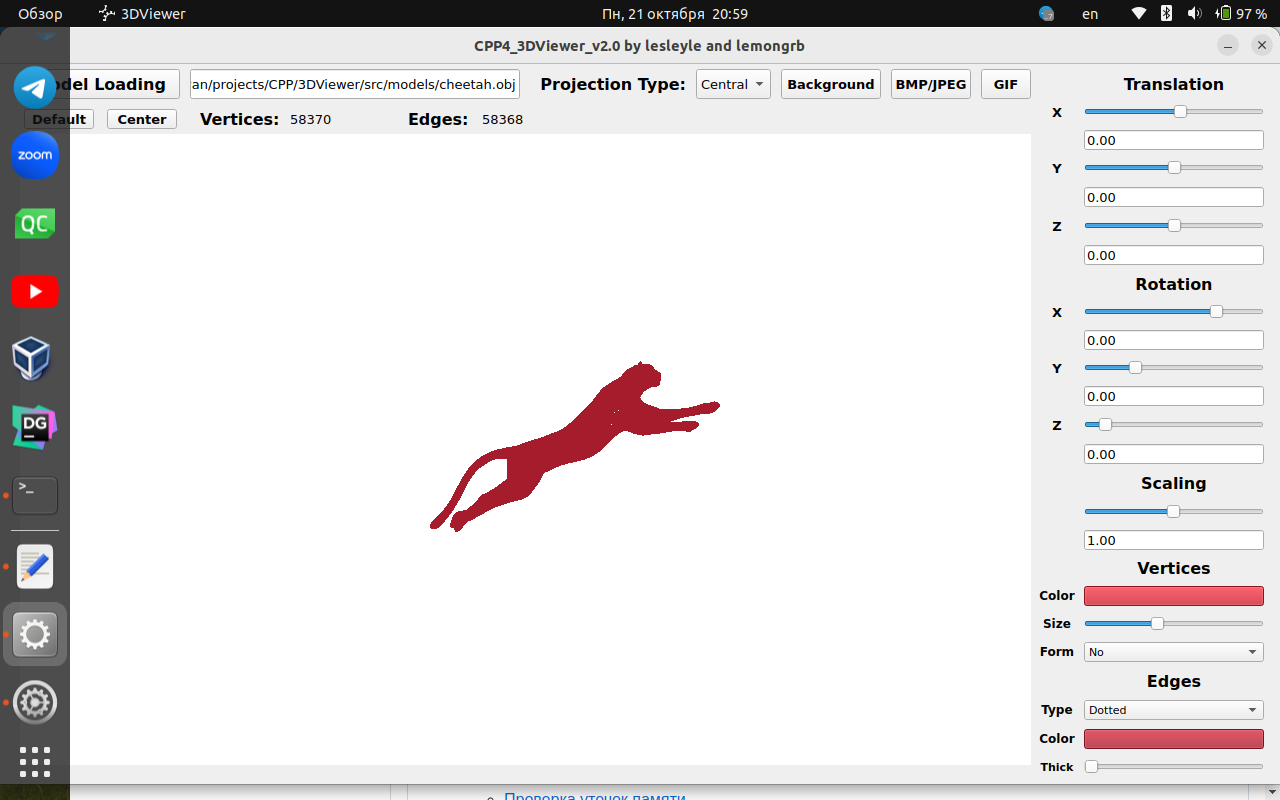 Обзор 3DViewer Пн, 21 октября 20:59 en 97 %
CPP4_3DViewer_v2.0 by lesleyle and lemongrb
del Loading an/projects/CPP/3DViewer/src/models/cheetah.obj Projection Type: Central Background BMP/JPEG GIF
Default Center Vertices: 58370 Edges: 58368
zoom
QC
DG
>_
Translation
X
0.00
Y
0.00
Z
0.00
Rotation
X
0.00
Y
0.00
Z
0.00
Scaling
1.00
Vertices
Color
Size
Form No
Edges
Type Dotted
Color
Thick
Проверка утечек памяти